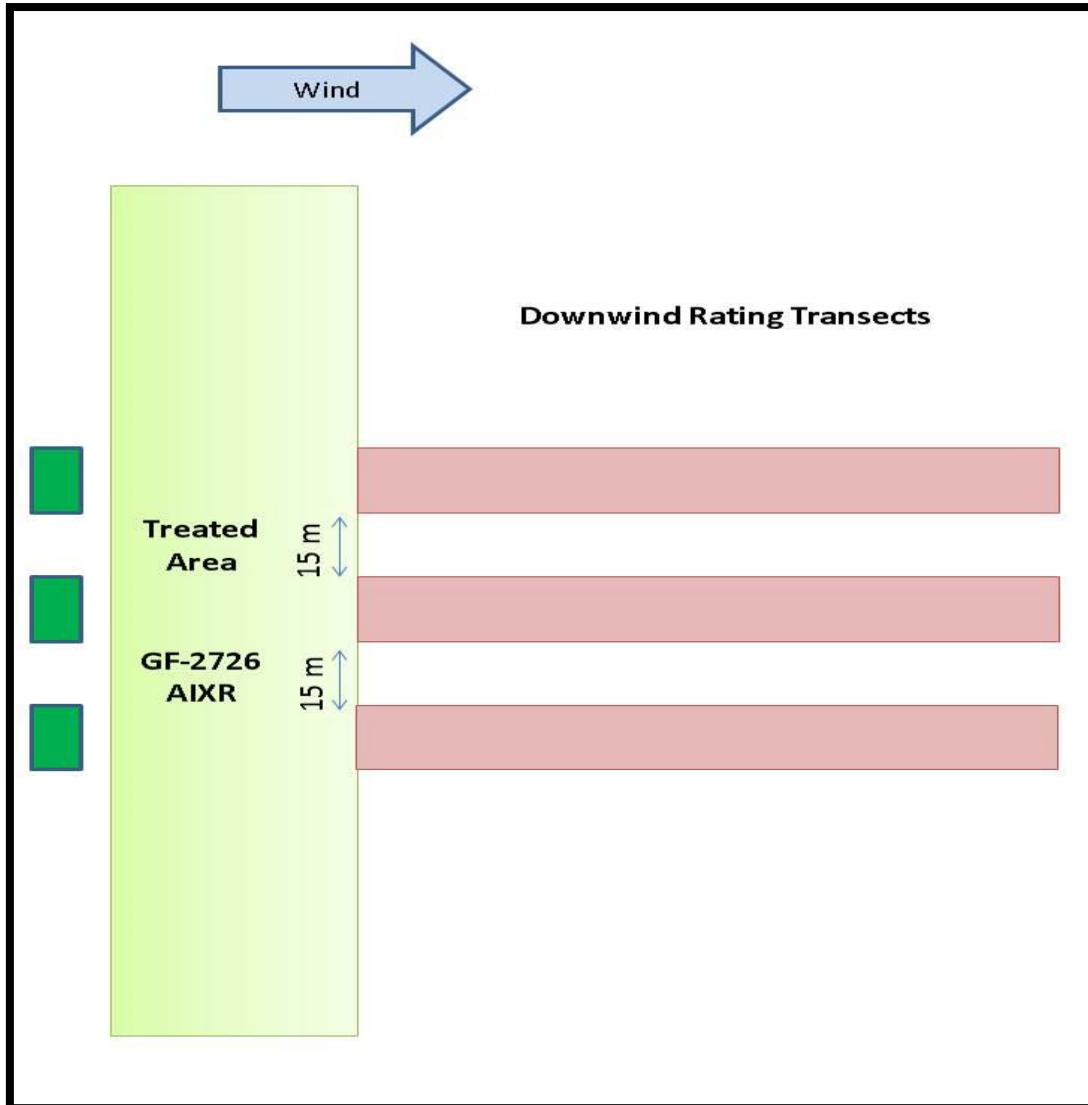 Wind
Downwind Rating Transects
Treated
Area
15 m
GF-2726
AIXR
15 m